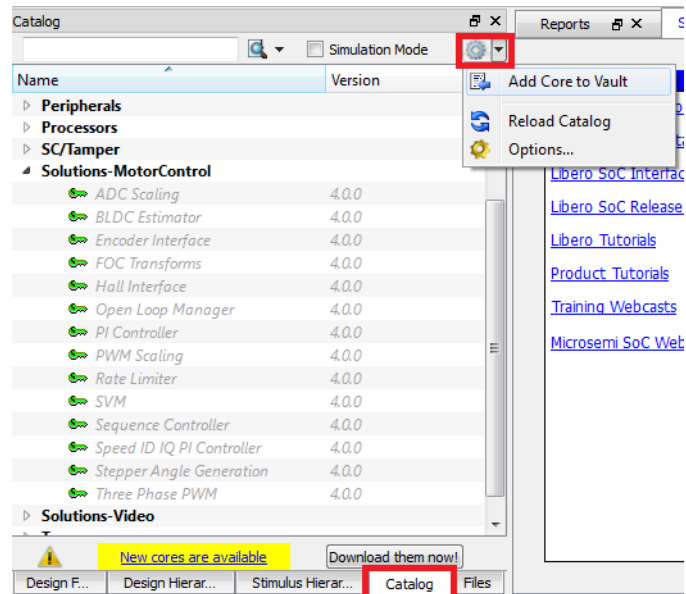 Catalog
Simulation Mode
Name Version
Peripherals
Processors
SC/Tamper
Solutions-MotorControl
ADC Scaling 4.0.0
BLDC Estimator 4.0.0
Encoder Interface 4.0.0
FOC Transforms 4.0.0
Hall Interface 4.0.0
Open Loop Manager 4.0.0
PI Controller 4.0.0
PWM Scaling 4.0.0
Rate Limiter 4.0.0
SVM 4.0.0
Sequence Controller 4.0.0
Speed ID IQ PI Controller 4.0.0
Stepper Angle Generation 4.0.0
Three Phase PWM 4.0.0
Solutions-Video
New cores are available Download them now!
Design F... Design Hierar... Stimulus Hierar... Catalog Files
Add Core to Vault
Reload Catalog
Options...
Reports S
Libero SoC Interfac
Libero SoC Release
Libero Tutorials
Product Tutorials
Training Webcasts
Microsemi SoC Web